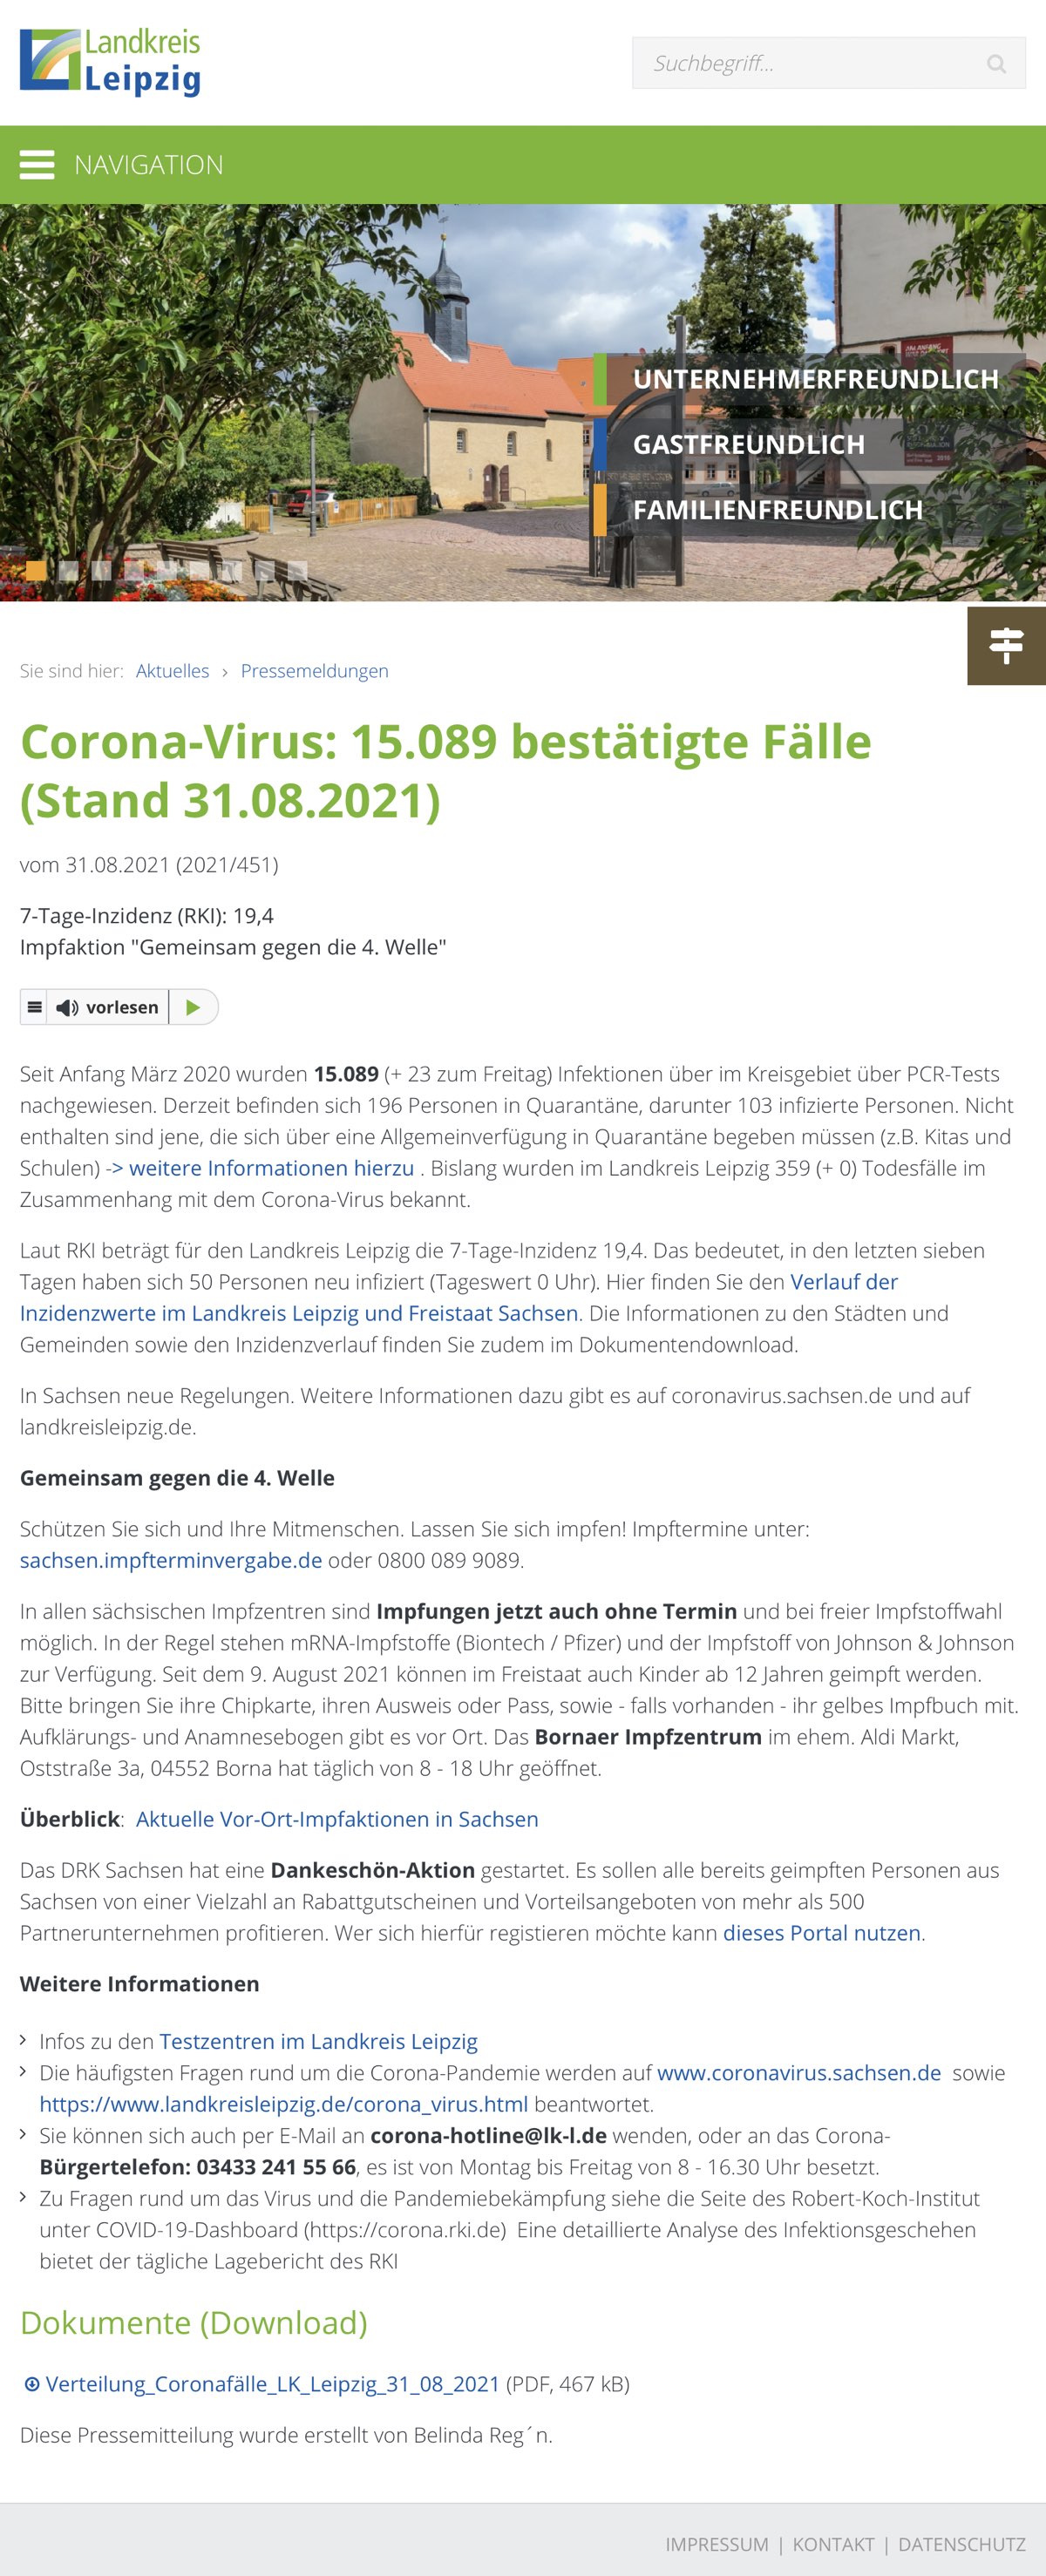 Landkreis
Leipzig
Suchbegriff...
NAVIGATION
UNTERNEHMERFREUNDLICH
GASTFREUNDLICH
FAMILIENFREUNDLICH
Sie sind hier: Aktuelles › Pressemeldungen
Corona-Virus: 15.089 bestätigte Fälle
(Stand 31.08.2021)
vom 31.08.2021 (2021/451)
7-Tage-Inzidenz (RKI): 19,4
Impfaktion "Gemeinsam gegen die 4. Welle"
vorlesen
Seit Anfang März 2020 wurden 15.089 (+ 23 zum Freitag) Infektionen über im Kreisgebiet über PCR-Tests
nachgewiesen. Derzeit befinden sich 196 Personen in Quarantäne, darunter 103 infizierte Personen. Nicht
enthalten sind jene, die sich über eine Allgemeinverfügung in Quarantäne begeben müssen (z.B. Kitas und
Schulen) -> weitere Informationen hierzu . Bislang wurden im Landkreis Leipzig 359 (+ 0) Todesfälle im
Zusammenhang mit dem Corona-Virus bekannt.
Laut RKI beträgt für den Landkreis Leipzig die 7-Tage-Inzidenz 19,4. Das bedeutet, in den letzten sieben
Tagen haben sich 50 Personen neu infiziert (Tageswert 0 Uhr). Hier finden Sie den Verlauf der
Inzidenzwerte im Landkreis Leipzig und Freistaat Sachsen. Die Informationen zu den Städten und
Gemeinden sowie den Inzidenzverlauf finden Sie zudem im Dokumentendownload.
In Sachsen neue Regelungen. Weitere Informationen dazu gibt es auf coronavirus.sachsen.de und auf
landkreisleipzig.de.
Gemeinsam gegen die 4. Welle
Schützen Sie sich und Ihre Mitmenschen. Lassen Sie sich impfen! Impftermine unter:
sachsen.impfterminvergabe.de oder 0800 089 9089.
In allen sächsischen Impfzentren sind Impfungen jetzt auch ohne Termin und bei freier Impfstoffwahl
möglich. In der Regel stehen mRNA-Impfstoffe (Biontech / Pfizer) und der Impfstoff von Johnson & Johnson
zur Verfügung. Seit dem 9. August 2021 können im Freistaat auch Kinder ab 12 Jahren geimpft werden.
Bitte bringen Sie ihre Chipkarte, ihren Ausweis oder Pass, sowie - falls vorhanden - ihr gelbes Impfbuch mit.
Aufklärungs- und Anamnesebogen gibt es vor Ort. Das Bornaer Impfzentrum im ehem. Aldi Markt,
Oststraße 3a, 04552 Borna hat täglich von 8 - 18 Uhr geöffnet.
Überblick: Aktuelle Vor-Ort-Impfaktionen in Sachsen
Das DRK Sachsen hat eine Dankeschön-Aktion gestartet. Es sollen alle bereits geimpften Personen aus
Sachsen von einer Vielzahl an Rabattgutscheinen und Vorteilsangeboten von mehr als 500
Partnerunternehmen profitieren. Wer sich hierfür registieren möchte kann dieses Portal nutzen.
Weitere Informationen
› Infos zu den Testzentren im Landkreis Leipzig
› Die häufigsten Fragen rund um die Corona-Pandemie werden auf www.coronavirus.sachsen.de sowie
https://www.landkreisleipzig.de/corona_virus.html beantwortet.
› Sie können sich auch per E-Mail an corona-hotline@lk-l.de wenden, oder an das Corona-
Bürgertelefon: 03433 241 55 66, es ist von Montag bis Freitag von 8 - 16.30 Uhr besetzt.
› Zu Fragen rund um das Virus und die Pandemiebekämpfung siehe die Seite des Robert-Koch-Institut
unter COVID-19-Dashboard (https://corona.rki.de) Eine detaillierte Analyse des Infektionsgeschehen
bietet der tägliche Lagebericht des RKI
Dokumente (Download)
Verteilung_Coronafälle_LK_Leipzig_31_08_2021 (PDF, 467 kB)
Diese Pressemitteilung wurde erstellt von Belinda Reg´n.
IMPRESSUM | KONTAKT | DATENSCHUTZ